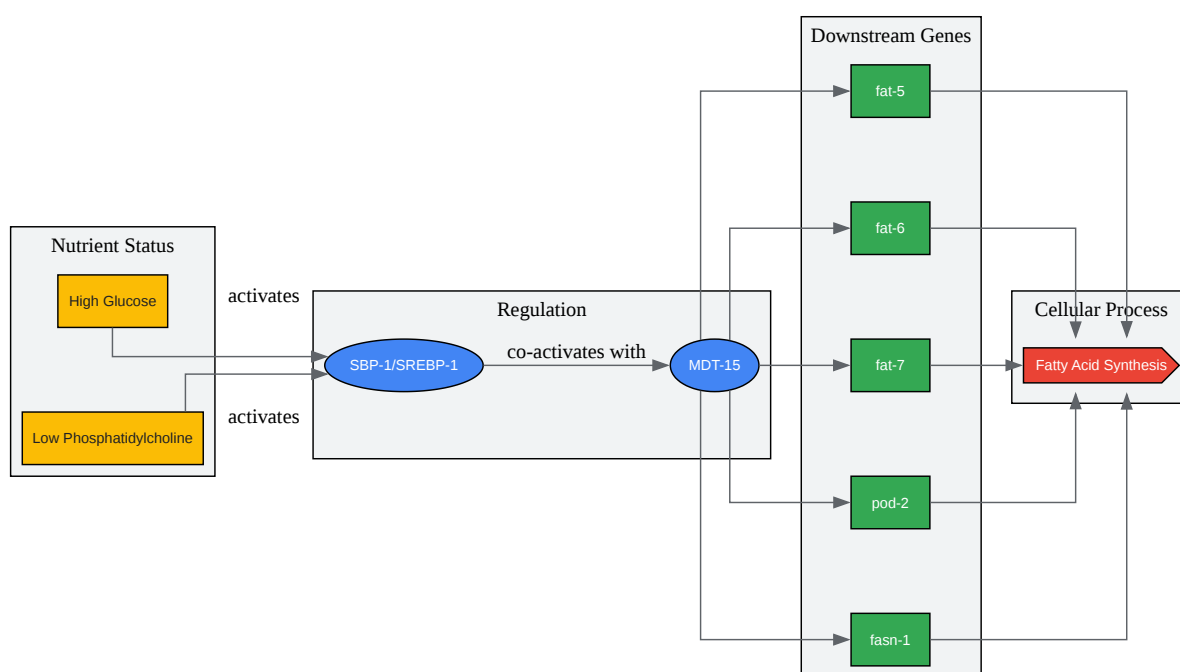 Nutrient Status
High Glucose
Low Phosphatidylcholine
activates
activates
Regulation
SBP-1/SREBP-1
co-activates with
MDT-15
Downstream Genes
fat-5
fat-6
fat-7
pod-2
fasn-1
Cellular Process
Fatty Acid Synthesis